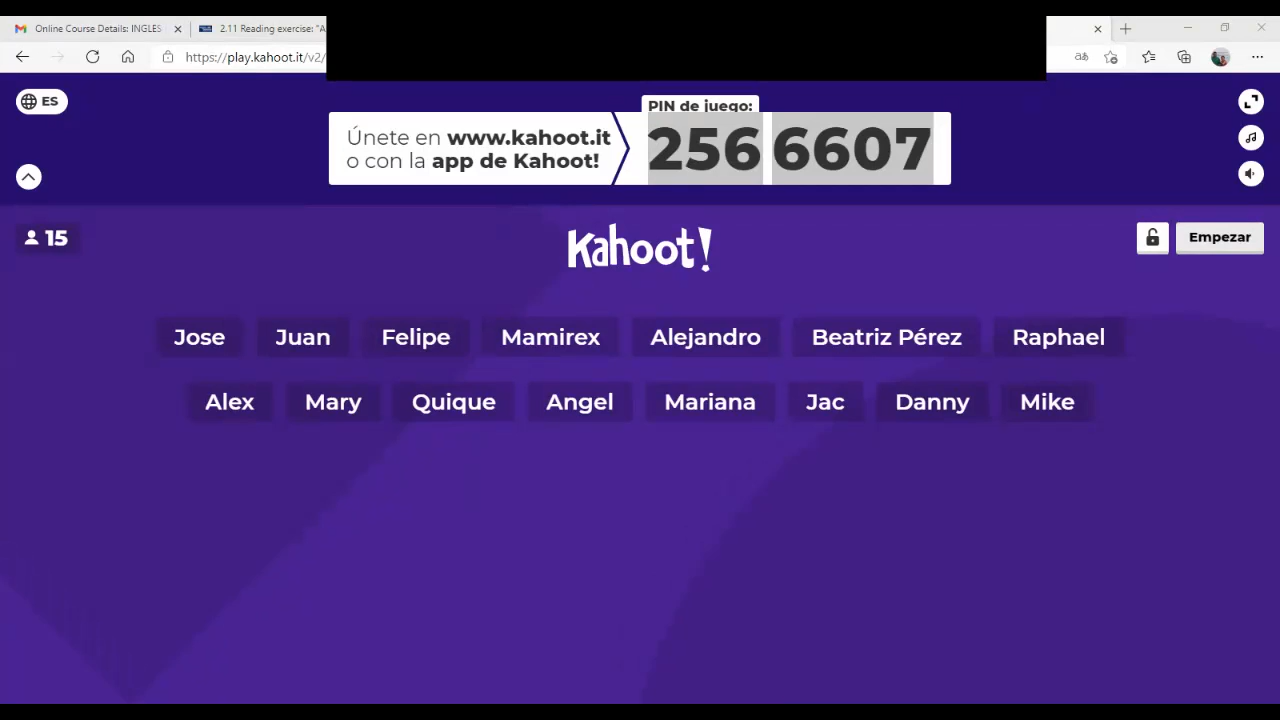 Online Course Details: INGLES
2.11 Reading exercise: "A
https://play.kahoot.it/v2/
ES
PIN de juego:
Únete en www.kahoot.it
o con la app de Kahoot!
256 6607
15
Kahoot!
Empezar
Jose Juan Felipe Mamirex Alejandro Beatriz Pérez Raphael
Alex Mary Quique Angel Mariana Jac Danny Mike